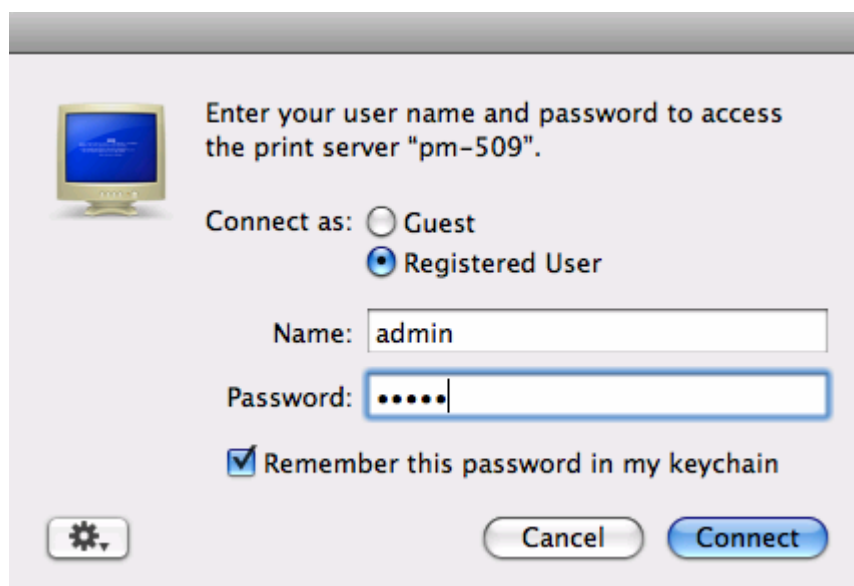 Enter your user name and password to access
the print server "pm-509".
Connect as: Guest
Registered User
Name: admin
Password: •••••
Remember this password in my keychain
Cancel Connect